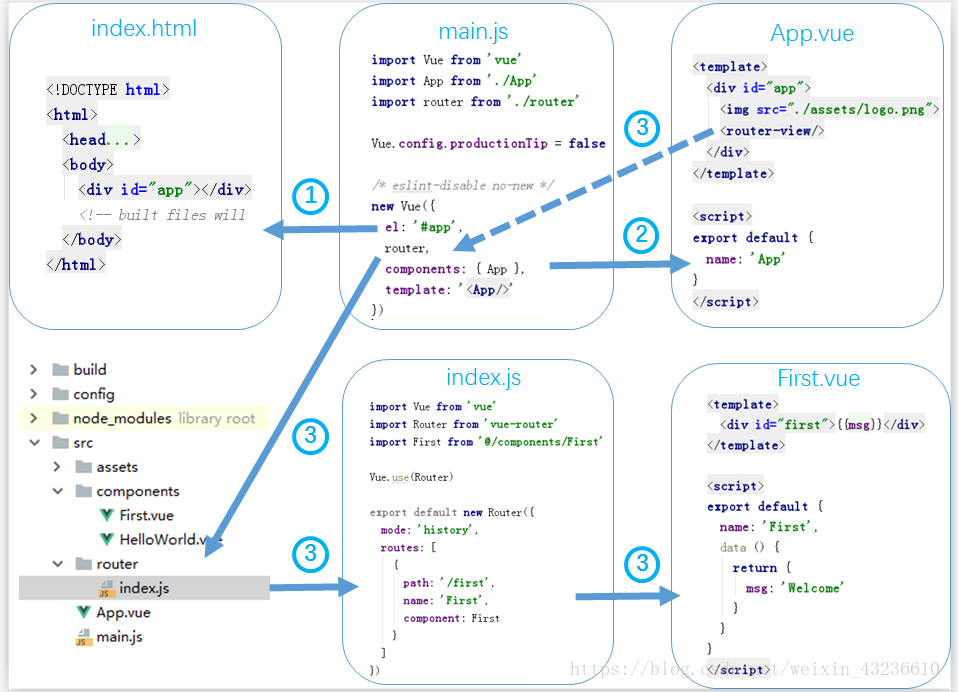 index.html
<!DOCTYPE html>
<html>
<head...>
<body>
<div id="app"></div>
<!-- built files will
</body>
</html>
main.js
import Vue from 'vue'
import App from './App'
import router from './router'
Vue.config.productionTip = false
/* eslint-disable no-new */
new Vue({
el: '#app',
router,
components: { App },
template: '<App/>'
})
App.vue
<template>
<div id="app">
<img src="./assets/logo.png">
<router-view/>
</div>
</template>
<script>
export default {
name: 'App'
}
</script>
1
3
2
build
config
node_modules library root
src
assets
components
First.vue
HelloWorld.vue
router
index.js
App.vue
main.js
3
3
index.js
import Vue from 'vue'
import Router from 'vue-router'
import First from '@/components/First'
Vue.use(Router)
export default new Router({
mode: 'history',
routes: [
{
path: '/first',
name: 'First',
component: First
}
]
})
3
First.vue
<template>
<div id="first">{{msg}}</div>
</template>
<script>
export default {
name: 'First',
data () {
return {
msg: 'Welcome'
}
}
}
</script>
https://blog.csdn.net/weixin_43236610